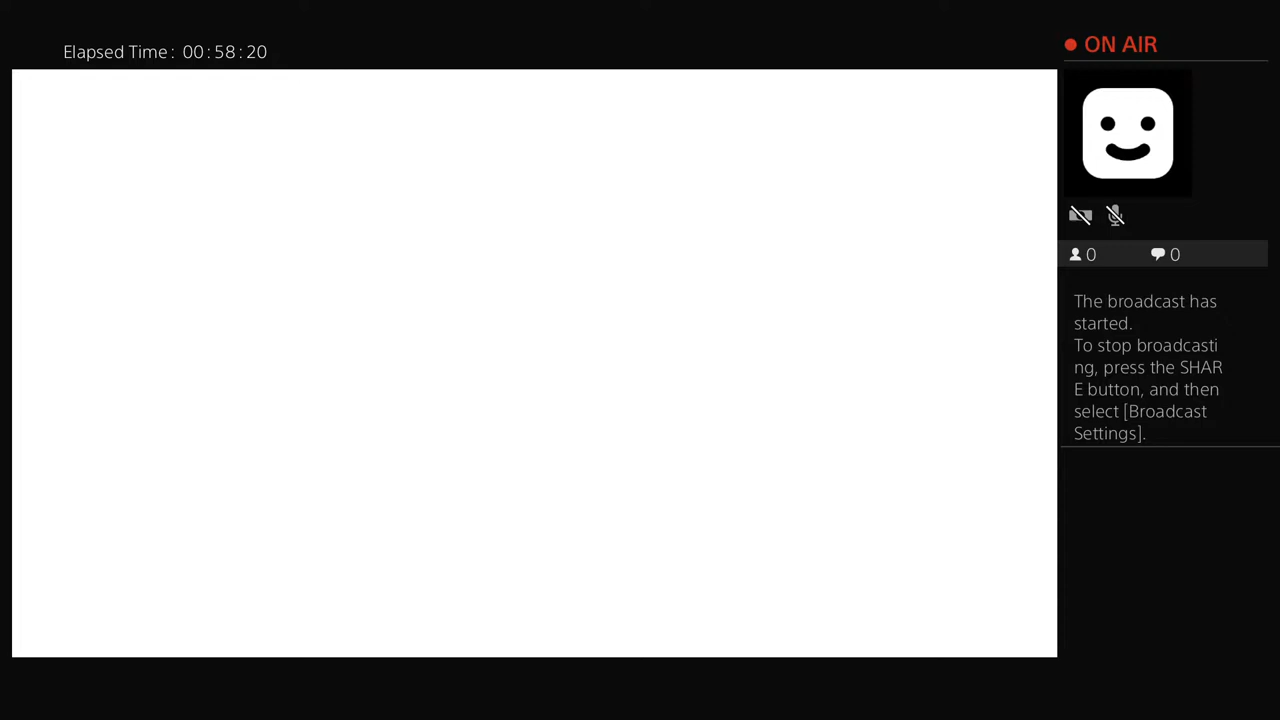 Elapsed Time: 00:58:20
ON AIR
0
0
The broadcast has
started.
To stop broadcasti
ng, press the SHAR
E button, and then
select [Broadcast
Settings].